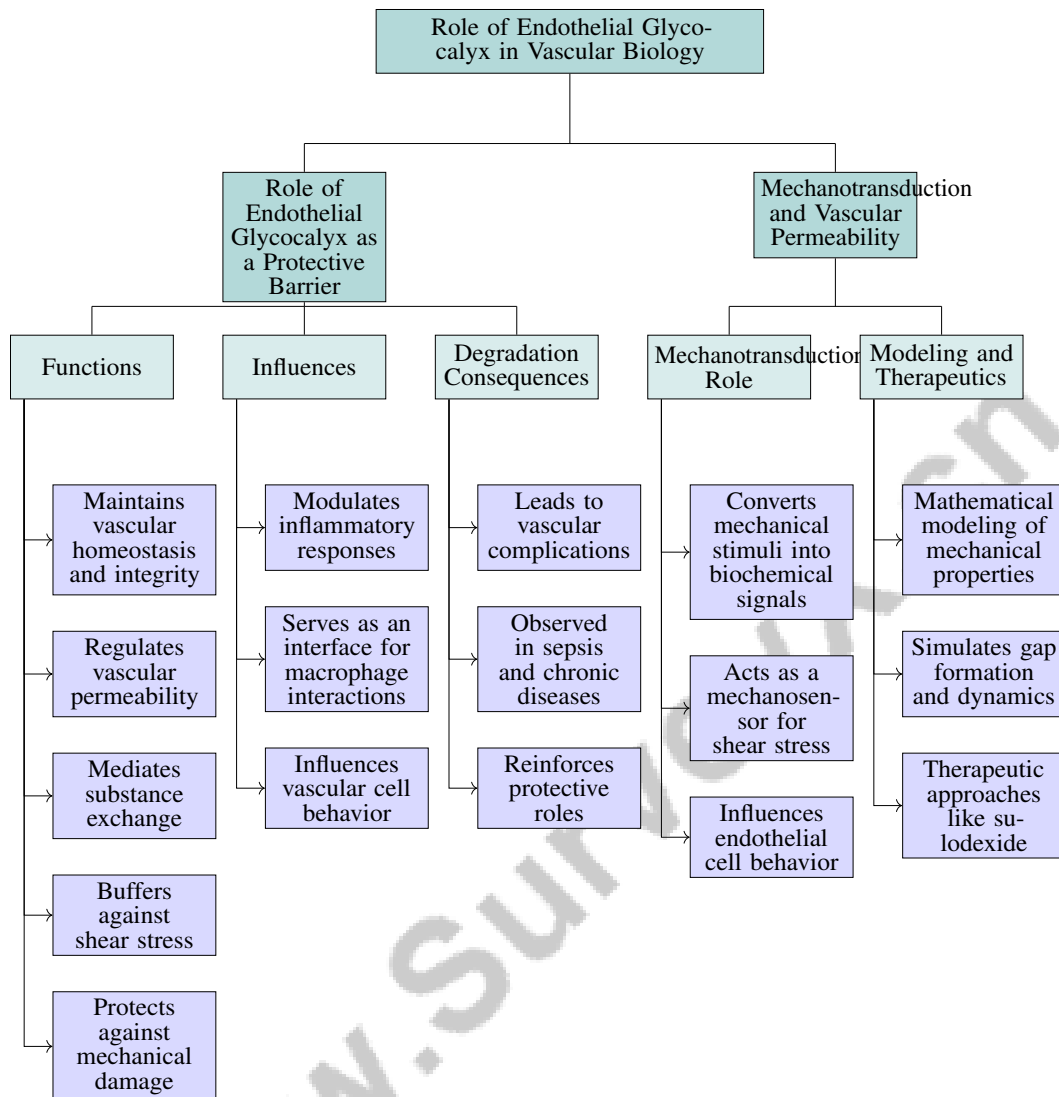 Role of Endothelial Glyco-
calyx in Vascular Biology
Role of
Endothelial
Glycocalyx as
a Protective
Barrier
Mechanotransduction
and Vascular
Permeability
Functions
Influences
Degradation
Consequences
Mechanotransduction
Role
Modeling and
Therapeutics
Maintains
vascular
homeostasis
and integrity
Regulates
vascular
permeability
Mediates
substance
exchange
Buffers
against
shear stress
Protects
against
mechanical
damage
Modulates
inflammatory
responses
Serves as an
interface for
macrophage
interactions
Influences
vascular cell
behavior
Leads to
vascular
complications
Observed
in sepsis
and chronic
diseases
Reinforces
protective
roles
Converts
mechanical
stimuli into
biochemical
signals
Acts as a
mechanosen-
sor for
shear stress
Influences
endothelial
cell behavior
Mathematical
modeling of
mechanical
properties
Simulates gap
formation
and dynamics
Therapeutic
approaches
like su-
lodexide